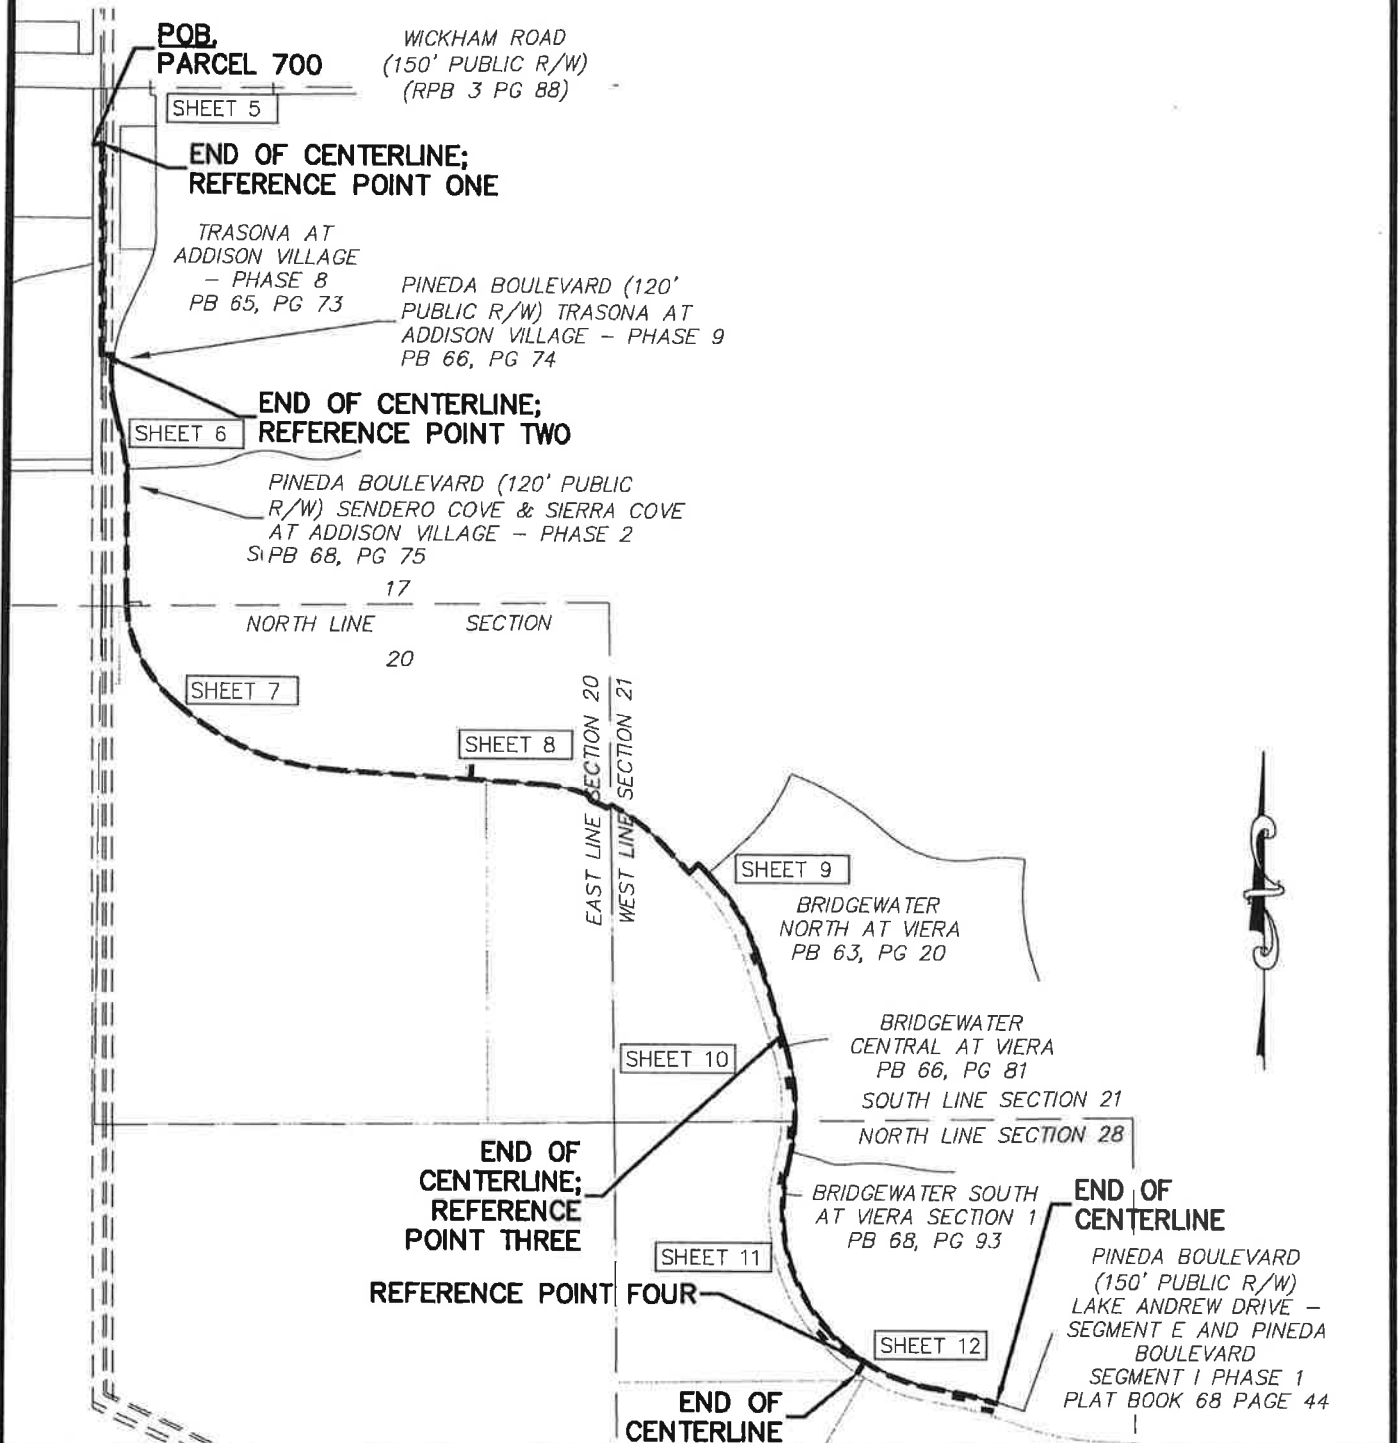 POB,
PARCEL 700
WICKHAM ROAD
(150' PUBLIC R/W)
(RPB 3 PG 88)
SHEET 5
END OF CENTERLINE;
REFERENCE POINT ONE
TRASONA AT
ADDISON VILLAGE
- PHASE 8
PB 65, PG 73
PINEDA BOULEVARD (120'
PUBLIC R/W) TRASONA AT
ADDISON VILLAGE - PHASE 9
PB 66, PG 74
END OF CENTERLINE;
REFERENCE POINT TWO
SHEET 6
PINEDA BOULEVARD (120' PUBLIC
R/W) SENDERO COVE & SIERRA COVE
AT ADDISON VILLAGE - PHASE 2
PB 68, PG 75
17
NORTH LINE SECTION
20
SHEET 7
SHEET 8
EAST LINE SECTION 20
WEST LINE SECTION 21
SHEET 9
BRIDGEWATER
NORTH AT VIERA
PB 63, PG 20
BRIDGEWATER
CENTRAL AT VIERA
PB 66, PG 81
SHEET 10
SOUTH LINE SECTION 21
NORTH LINE SECTION 28
END OF
CENTERLINE;
REFERENCE
POINT THREE
BRIDGEWATER SOUTH
AT VIERA SECTION 1
PB 68, PG 93
END OF
CENTERLINE
SHEET 11
PINEDA BOULEVARD
(150' PUBLIC R/W)
LAKE ANDREW DRIVE -
SEGMENT E AND PINEDA
BOULEVARD
SEGMENT I PHASE 1
PLAT BOOK 68 PAGE 44
REFERENCE POINT FOUR
SHEET 12
END OF
CENTERLINE